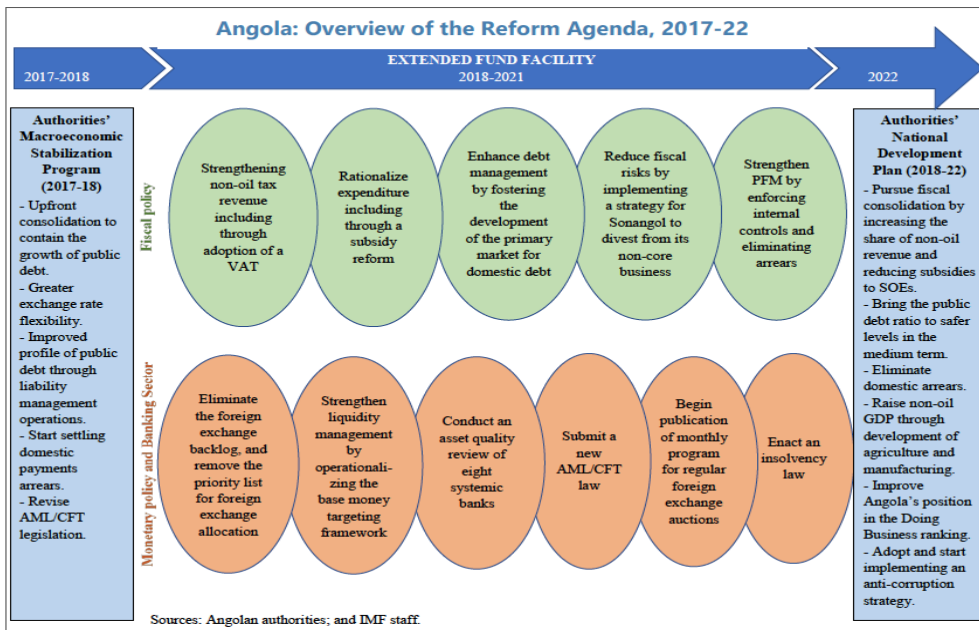 Angola: Overview of the Reform Agenda, 2017-22
2017-2018
EXTENDED FUND FACILITY
2018-2021
2022
Authorities'
Macroeconomic
Stabilization
Program
(2017-18)
- Upfront
consolidation to
contain the
growth of public
debt.
- Greater
exchange rate
flexibility.
- Improved
profile of public
debt through
liability
management
operations.
- Start settling
domestic
payments
arrears.
- Revise
AML/CFT
legislation.
Fiscal policy
Strengthening
non-oil tax
revenue including
through
adoption of a
VAT
Rationalize
expenditure
including
through a
subsidy
reform
Enhance debt
management
by fostering
the
development
of the primary
market for
domestic debt
Reduce fiscal
risks by
implementing
a strategy for
Sonangol to
divest from its
non-core
business
Strengthen
PFM by
enforcing
internal
controls and
eliminating
arrears
Monetary policy and Banking Sector
Eliminate
the foreign
exchange
backlog, and
remove the
priority list
for foreign
exchange
allocation
Strengthen
liquidity
management
by
operationali-
zing the
base money
targeting
framework
Conduct an
asset quality
review of
eight
systemic
banks
Submit a
new
AML/CFT
law
Begin
publication
of monthly
program
for regular
foreign
exchange
auctions
Enact an
insolvency
law
Authorities'
National
Development
Plan (2018-22)
- Pursue fiscal
consolidation by
increasing the
share of non-oil
revenue and
reducing subsidies
to SOEs.
- Bring the public
debt ratio to safer
levels in the
medium term.
- Eliminate
domestic arrears.
- Raise non-oil
GDP through
development of
agriculture and
manufacturing.
- Improve
Angola's position
in the Doing
Business ranking.
- Adopt and start
implementing an
anti-corruption
strategy.
Sources: Angolan authorities; and IMF staff.